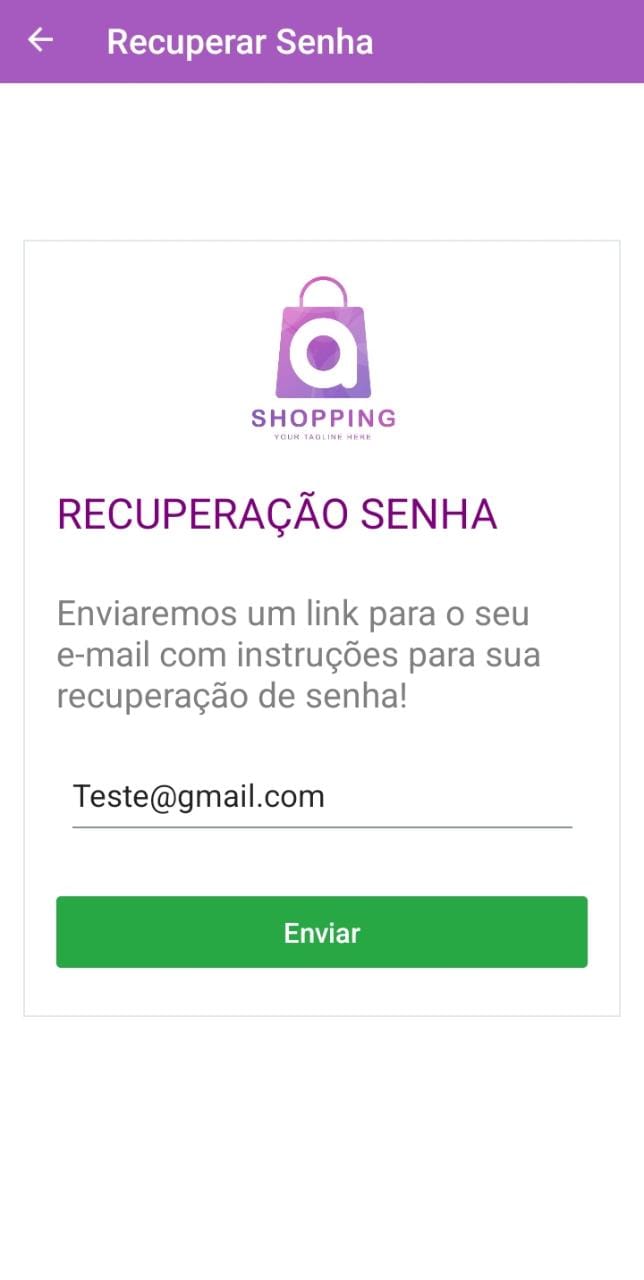 Recuperar Senha
a
SHOPPING
YOUR TAGLINE HERE
RECUPERAÇÃO SENHA
Enviaremos um link para o seu
e-mail com instruções para sua
recuperação de senha!
Teste@gmail.com
Enviar